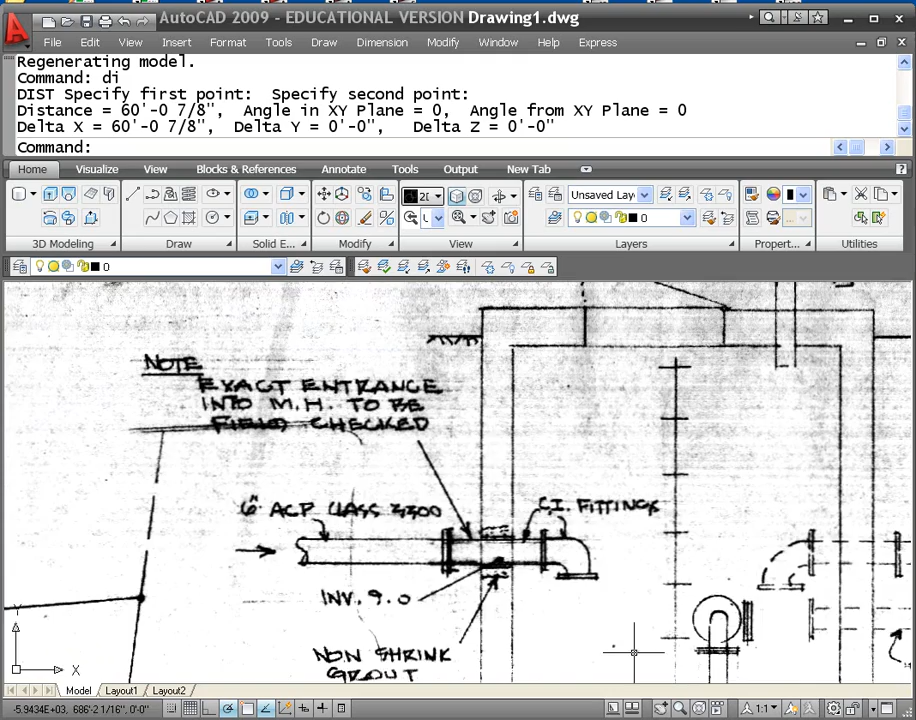 AutoCAD 2009 - EDUCATIONAL VERSION Drawing1.dwg
File Edit View Insert Format Tools Draw Dimension Modify Window Help Express
Regenerating model.
Command: di
DIST Specify first point:  Specify second point:
Distance = 60'-0 7/8",  Angle in XY Plane = 0,  Angle from XY Plane = 0
Delta X = 60'-0 7/8",  Delta Y = 0'-0",   Delta Z = 0'-0"
Command:
Home Visualize View Blocks & References Annotate Tools Output New Tab
Unsaved Lay
0
3D Modeling Draw Solid E... Modify View Layers Propert... Utilities
0
NOTE
EXACT ENTRANCE
INTO M.H. TO BE
FIELD CHECKED
6" ACP CLASS 3300
C.I. FITTINGS
INV. 9.0
NON SHRINK
GROUT
Y
X
Model Layout1 Layout2
-5.9434E+03, 686'-2 1/16", 0'-0"
1:1